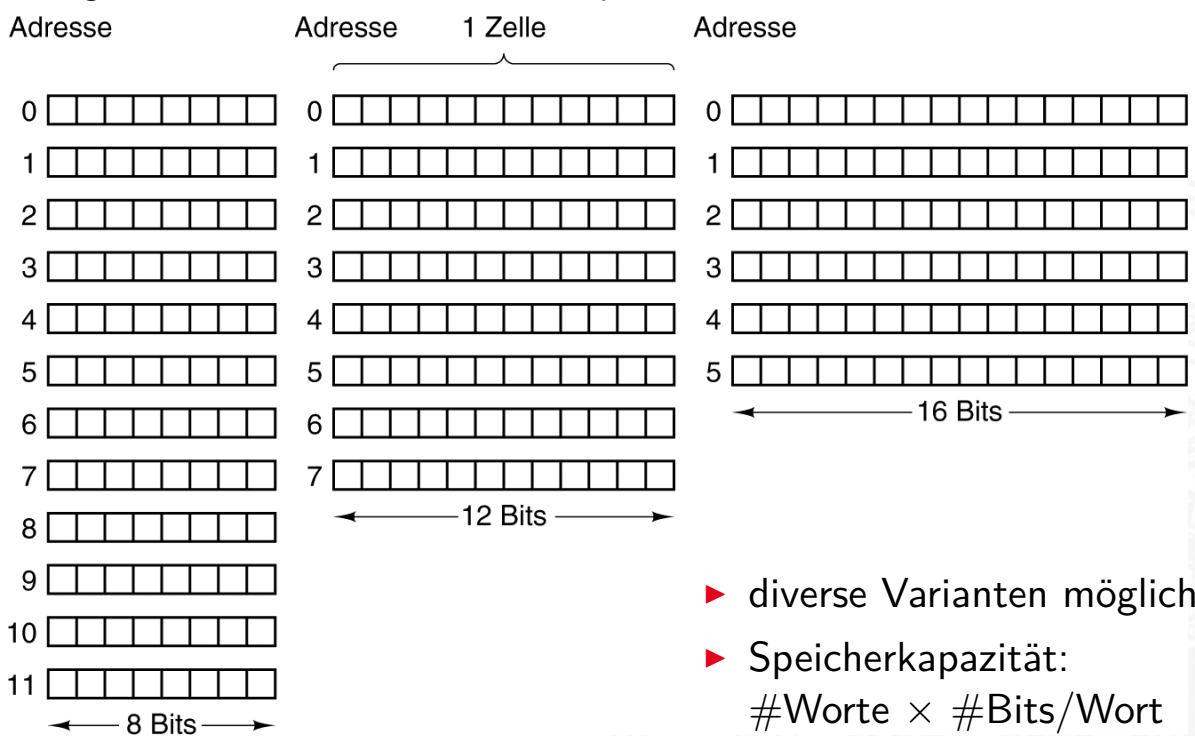 Adresse
0
1
2
3
4
5
6
7
8
9
10
11
8 Bits
Adresse 1 Zelle
0
1
2
3
4
5
6
7
12 Bits
Adresse
0
1
2
3
4
5
16 Bits
► diverse Varianten möglich
► Speicherkapazität:
#Worte × #Bits/Wort